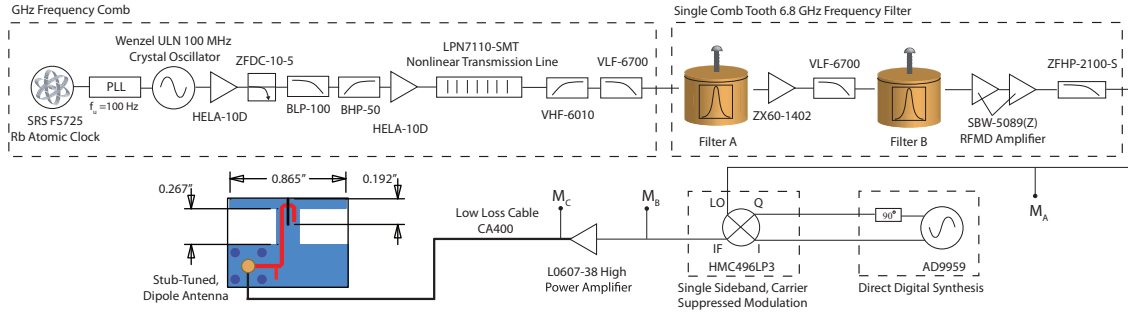 GHz Frequency Comb
Single Comb Tooth 6.8 GHz Frequency Filter
Wenzel ULN 100 MHz
Crystal Oscillator
ZFDC-10-5
LPN7110-SMT
Nonlinear Transmission Line
VLF-6700
VLF-6700
ZFHP-2100-S
PLL
fu =100 Hz
SRS FS725
Rb Atomic Clock
HELA-10D
BLP-100
BHP-50
HELA-10D
VHF-6010
Filter A
ZX60-1402
Filter B
SBW-5089(Z)
RFMD Amplifier
0.865”
0.192”
0.267”
Low Loss Cable
CA400
MC
MB
LO
Q
IF
90°
MA
Stub-Tuned,
Dipole Antenna
L0607-38 High
Power Amplifier
HMC496LP3
Single Sideband, Carrier
Suppressed Modulation
AD9959
Direct Digital Synthesis